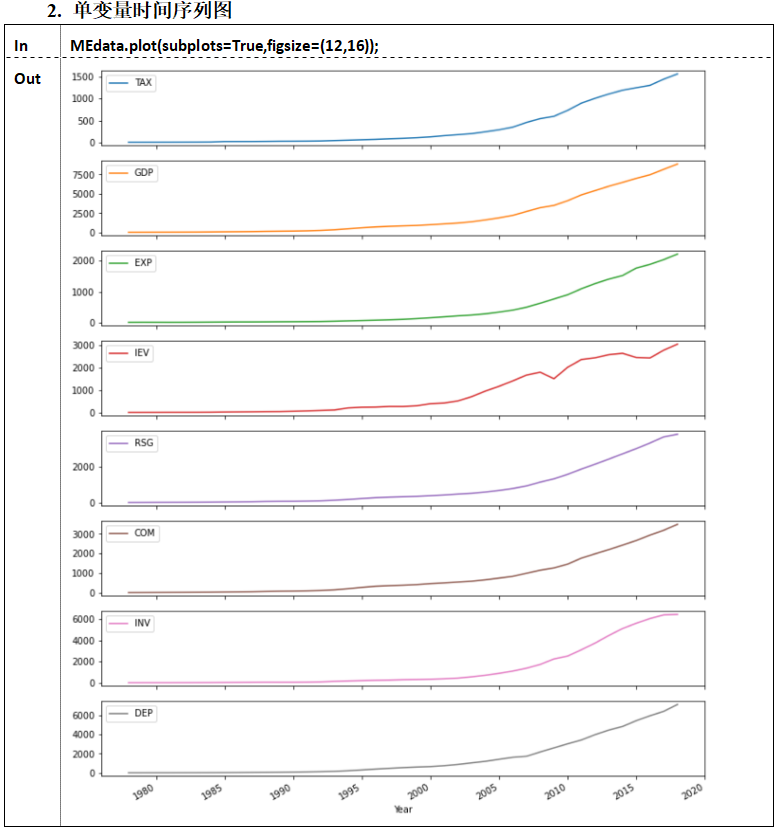 2. 单变量时间序列图
In MEdata.plot(subplots=True,figsize=(12,16));
Out
TAX
1500
1000
500
0
GDP
7500
5000
2500
0
EXP
2000
1000
0
IEV
3000
2000
1000
0
RSG
2000
0
COM
3000
2000
1000
0
INV
6000
4000
2000
0
DEP
6000
4000
2000
0
1980 1985 1990 1995 2000 2005 2010 2015 2020
Year